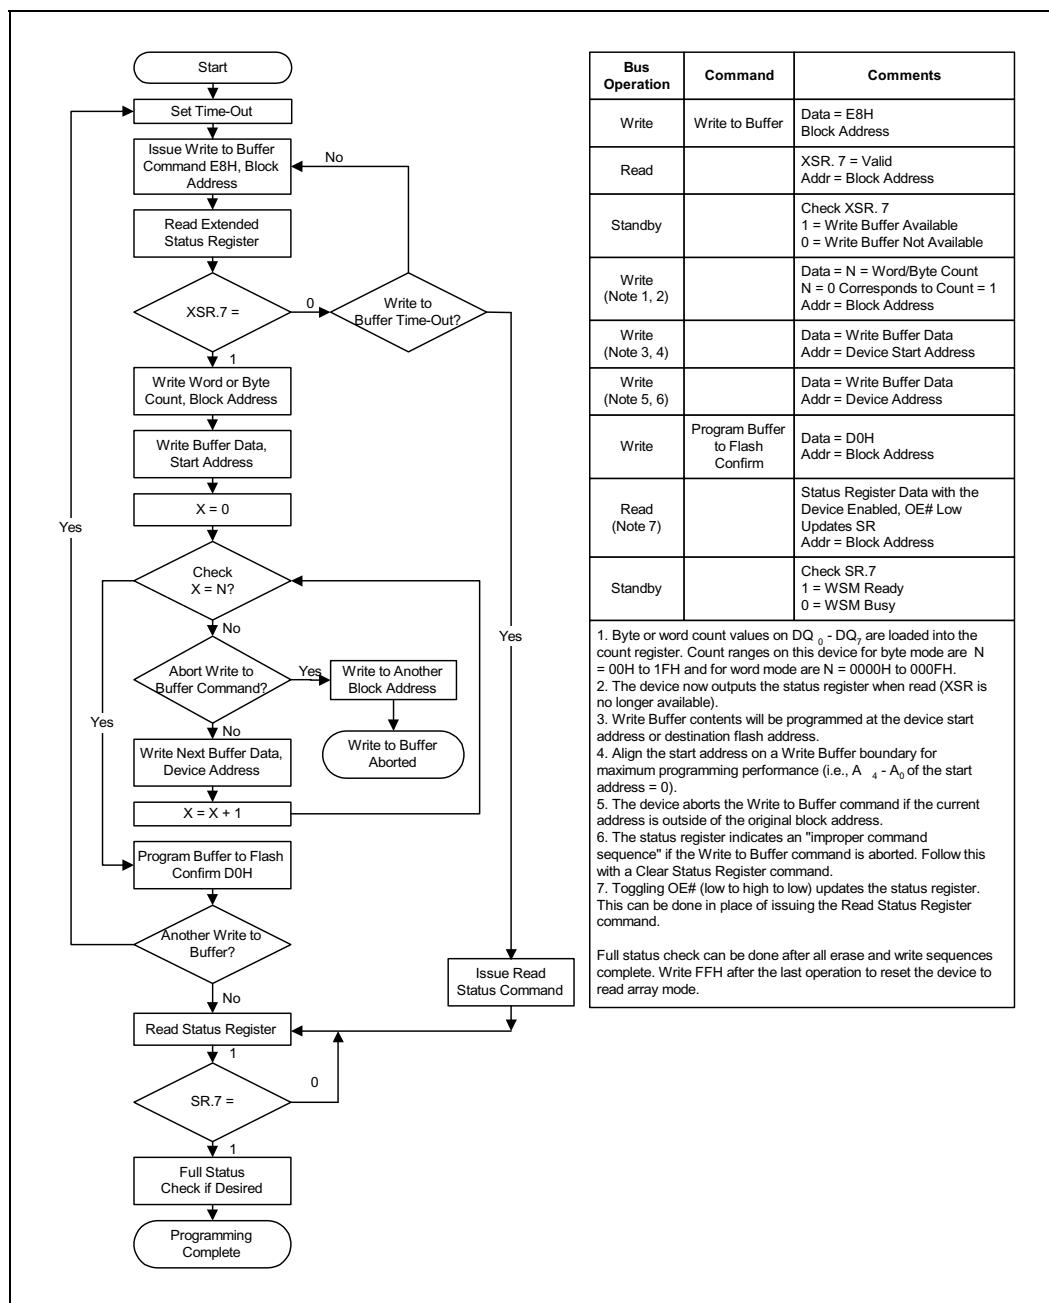 Start
Set Time-Out
Issue Write to Buffer
Command E8H, Block
Address
No
Read Extended
Status Register
XSR.7 =
0
Write to
Buffer Time-Out?
1
Write Word or Byte
Count, Block Address
Write Buffer Data,
Start Address
X = 0
Yes
Check
X = N?
No
Yes
Abort Write to
Buffer Command?
Yes
Write to Another
Block Address
Yes
No
Write to Buffer
Aborted
Write Next Buffer Data,
Device Address
X = X + 1
Program Buffer to Flash
Confirm D0H
Another Write to
Buffer?
Issue Read
Status Command
No
Read Status Register
1
0
SR.7 =
1
Full Status
Check if Desired
Programming
Complete
Bus
Operation
Command
Comments
Write
Write to Buffer
Data = E8H
Block Address
Read
XSR. 7 = Valid
Addr = Block Address
Standby
Check XSR. 7
1 = Write Buffer Available
0 = Write Buffer Not Available
Write
(Note 1, 2)
Data = N = Word/Byte Count
N = 0 Corresponds to Count = 1
Addr = Block Address
Write
(Note 3, 4)
Data = Write Buffer Data
Addr = Device Start Address
Write
(Note 5, 6)
Data = Write Buffer Data
Addr = Device Address
Write
Program Buffer
to Flash
Confirm
Data = D0H
Addr = Block Address
Read
(Note 7)
Status Register Data with the
Device Enabled, OE# Low
Updates SR
Addr = Block Address
Standby
Check SR.7
1 = WSM Ready
0 = WSM Busy
1. Byte or word count values on DQ 0 - DQ7 are loaded into the
count register. Count ranges on this device for byte mode are N
= 00H to 1FH and for word mode are N = 0000H to 000FH.
2. The device now outputs the status register when read (XSR is
no longer available).
3. Write Buffer contents will be programmed at the device start
address or destination flash address.
4. Align the start address on a Write Buffer boundary for
maximum programming performance (i.e., A 4 - A0 of the start
address = 0).
5. The device aborts the Write to Buffer command if the current
address is outside of the original block address.
6. The status register indicates an "improper command
sequence" if the Write to Buffer command is aborted. Follow this
with a Clear Status Register command.
7. Toggling OE# (low to high to low) updates the status register.
This can be done in place of issuing the Read Status Register
command.
Full status check can be done after all erase and write sequences
complete. Write FFH after the last operation to reset the device to
read array mode.